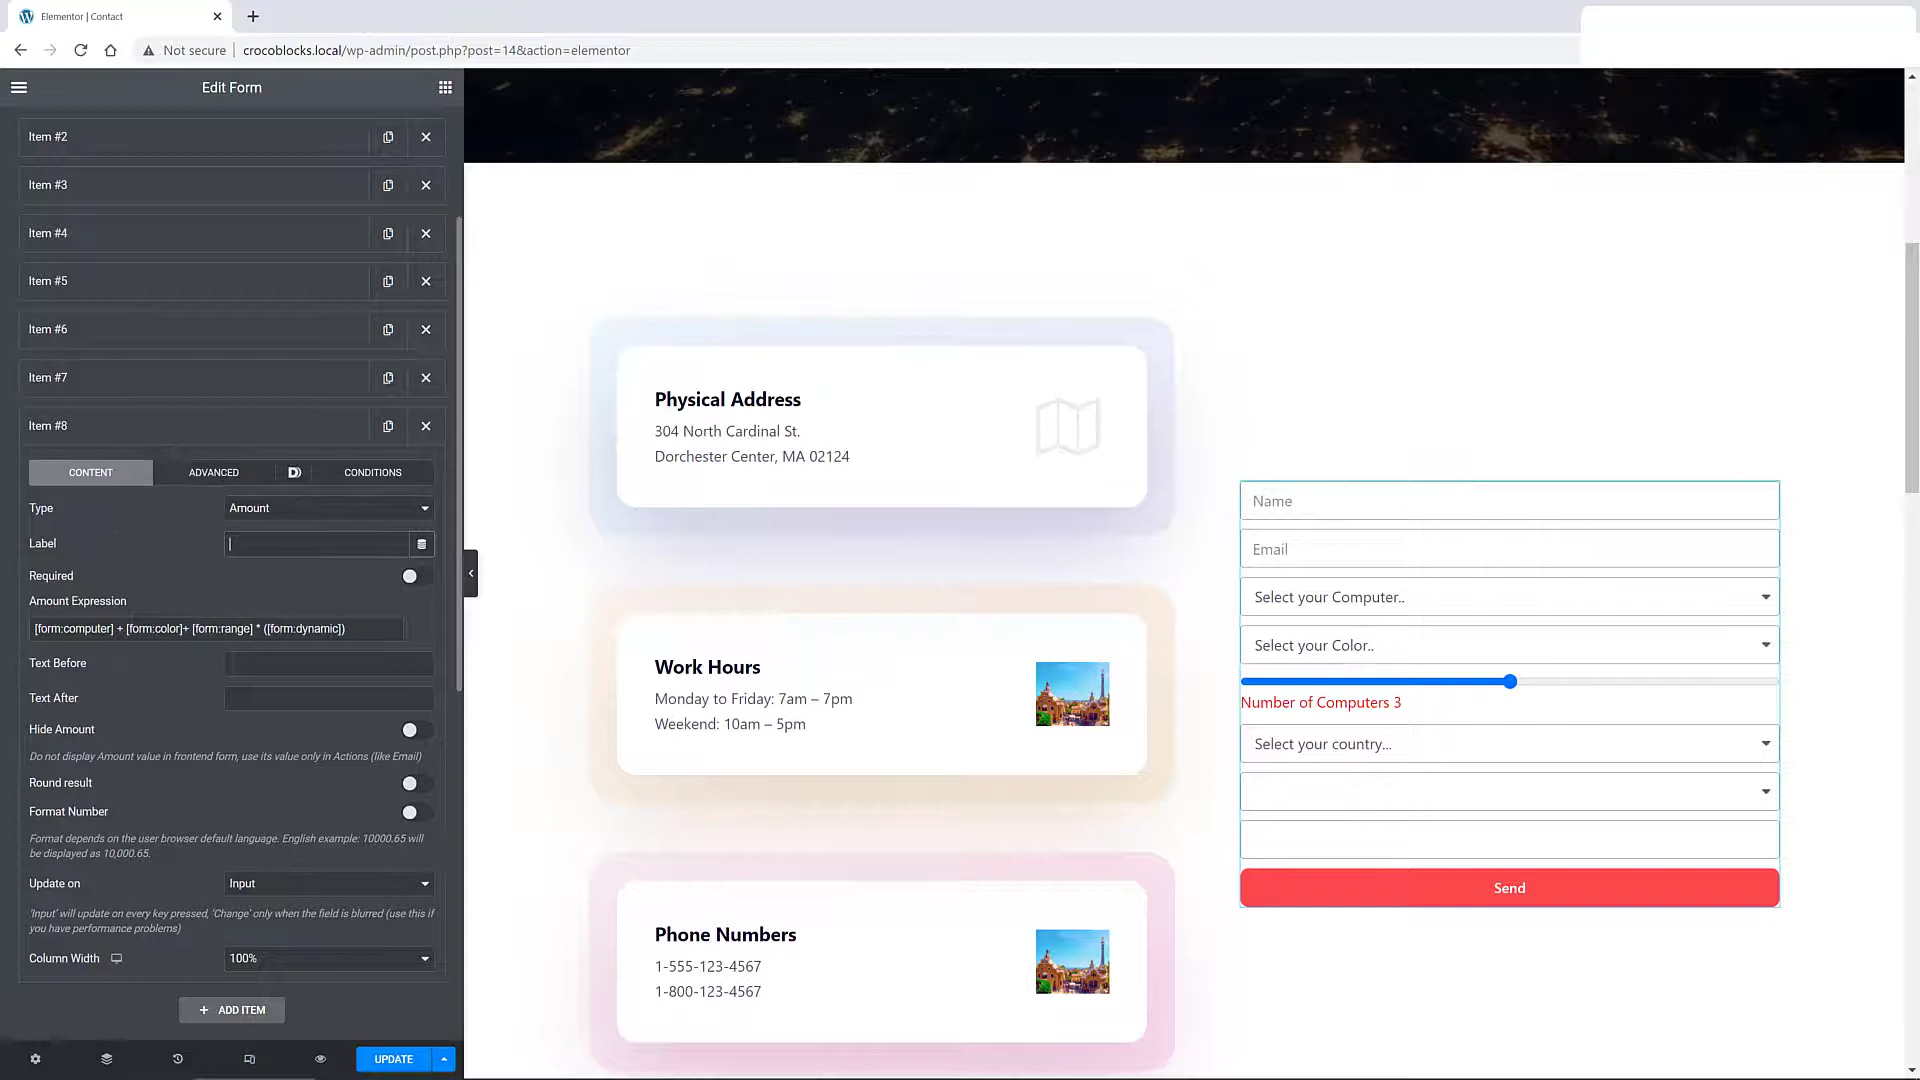 Elementor | Contact
Not secure
crocoblocks.local/wp-admin/post.php?post=14&action=elementor
Edit Form
Item #2
Item #3
Item #4
Item #5
Item #6
Item #7
Item #8
CONTENT
ADVANCED
CONDITIONS
Type
Amount
Label
Required
Amount Expression
[form:computer] + [form:color]+ [form:range] * ([form:dynamic])
Text Before
Text After
Hide Amount
Do not display Amount value in frontend form, use its value only in Actions (like Email)
Round result
Format Number
Format depends on the user browser default language. English example: 10000.65 will
be displayed as 10,000.65.
Update on
Input
'Input' will update on every key pressed, 'Change' only when the field is blurred (use this if
you have performance problems)
Column Width
100%
+ ADD ITEM
UPDATE
Physical Address
304 North Cardinal St.
Dorchester Center, MA 02124
Work Hours
Monday to Friday: 7am – 7pm
Weekend: 10am – 5pm
Phone Numbers
1-555-123-4567
1-800-123-4567
Name
Email
Select your Computer..
Select your Color..
Number of Computers 3
Select your country...
Send